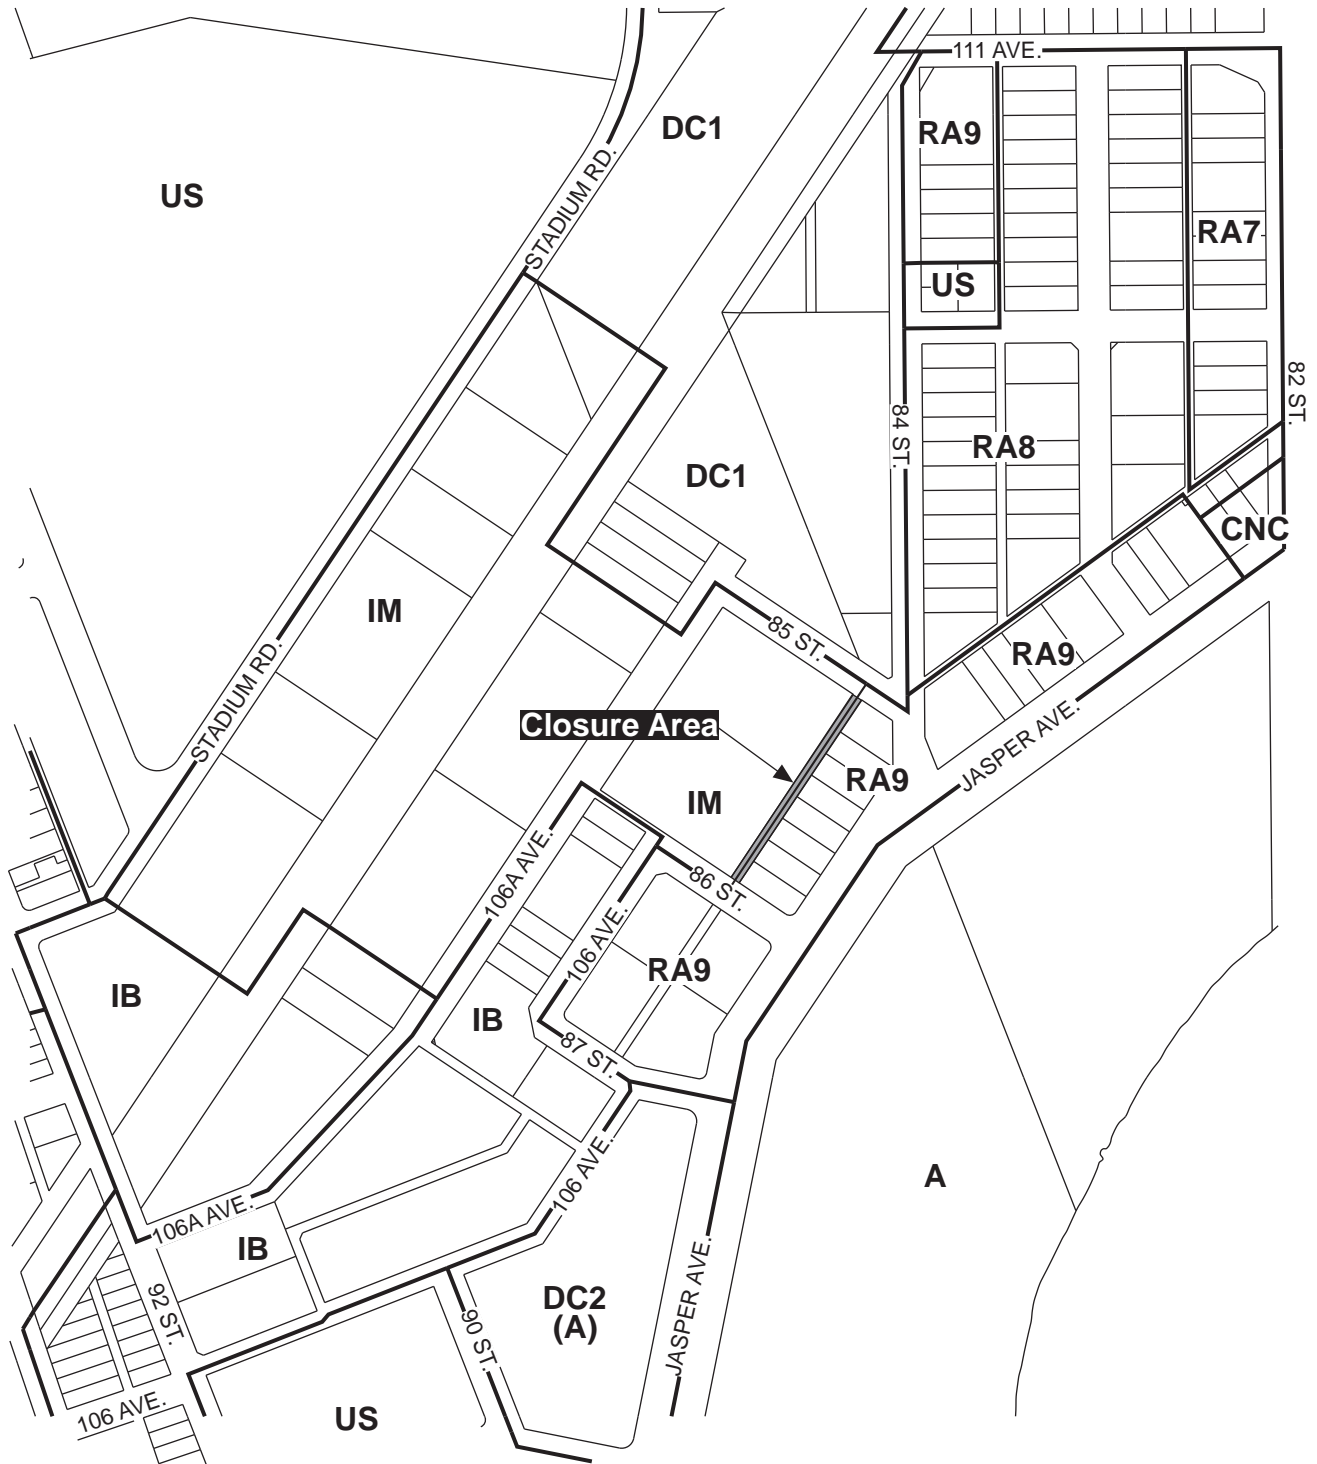 111 AVE.
DC1
RA9
US
STADIUM RD.
RA7
US
82 ST.
84 ST.
RA8
DC1
CNC
IM
85 ST.
RA9
STADIUM RD.
Closure Area
JASPER AVE.
RA9
IM
106A AVE.
86 ST.
106 AVE.
RA9
IB
IB
87 ST.
106 AVE.
A
106A AVE.
IB
92 ST.
DC2
(A)
JASPER AVE.
90 ST.
106 AVE.
US